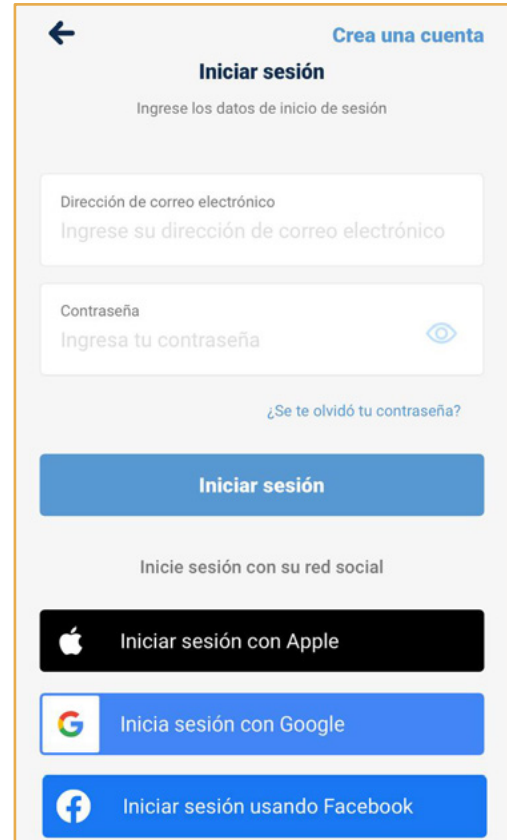 Crea una cuenta
Iniciar sesión
Ingrese los datos de inicio de sesión
Dirección de correo electrónico
Ingrese su dirección de correo electrónico
Contraseña
Ingresa tu contraseña
¿Se te olvidó tu contraseña?
Iniciar sesión
Inicie sesión con su red social
Iniciar sesión con Apple
Inicia sesión con Google
Iniciar sesión usando Facebook